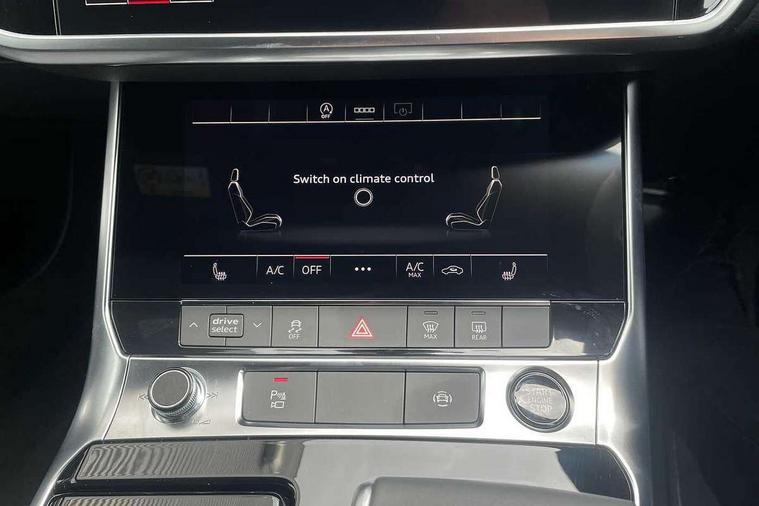 A
OFF
Switch on climate control
A/C
OFF
A/C
MAX
drive
select
OFF
MAX
REAR
P
START
ENGINE
STOP